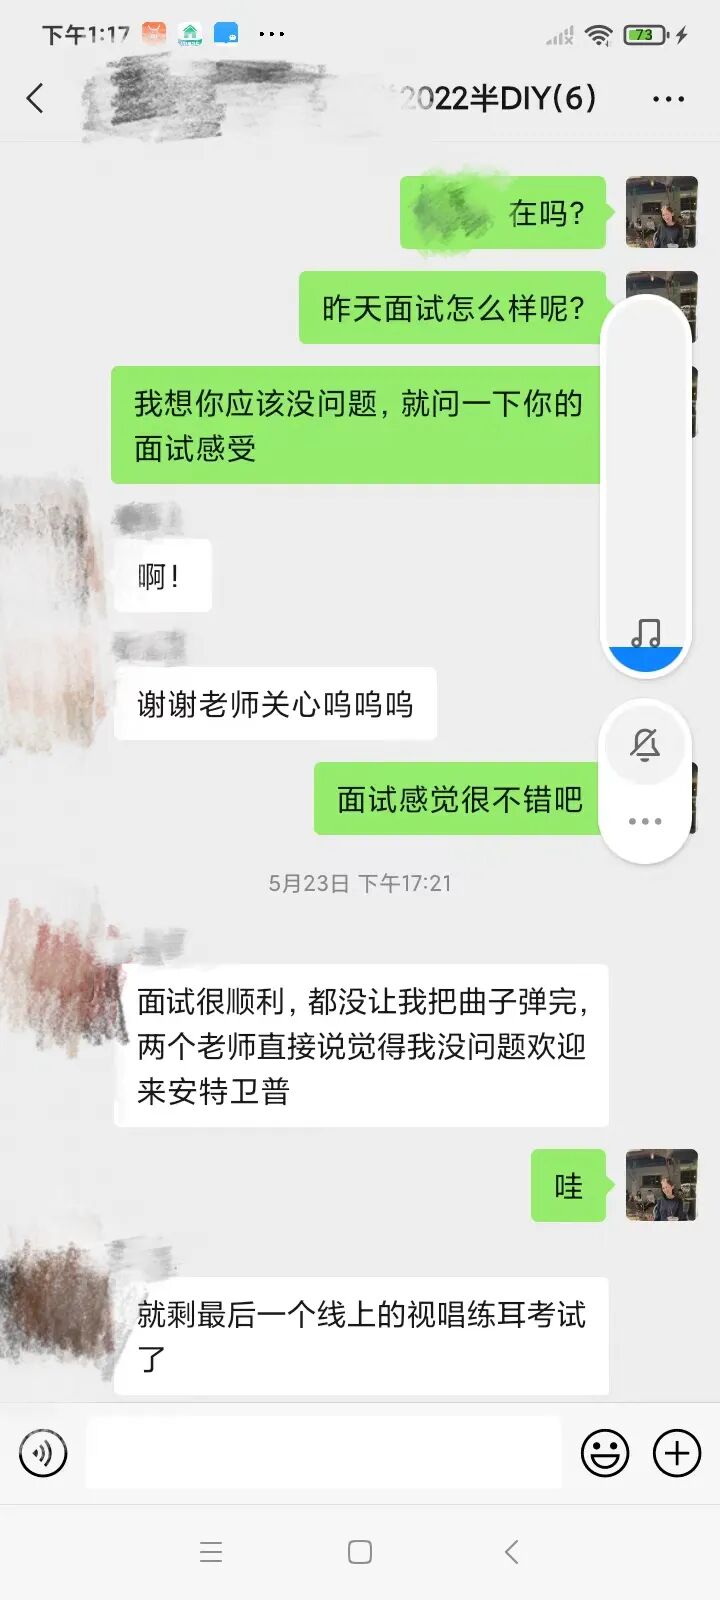 下午1:17
73
2022半DIY(6)
在吗?
昨天面试怎么样呢?
我想你应该没问题, 就问一下你的
面试感受
啊!
谢谢老师关心呜呜呜
面试感觉很不错吧
5月23日 下午17:21
面试很顺利, 都没让我把曲子弹完,
两个老师直接说觉得我没问题欢迎
来安特卫普
哇
就剩最后一个线上的视唱练耳考试
了